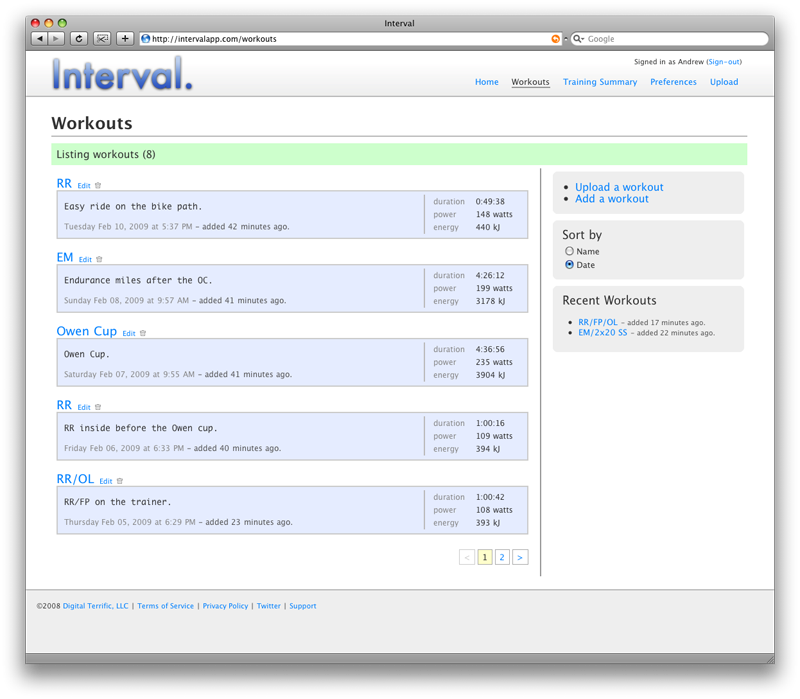 Interval
http://intervalapp.com/workouts
Google
Interval.
Signed in as Andrew (Sign-out)
Home Workouts Training Summary Preferences Upload
Workouts
Listing workouts (8)
RR Edit
Easy ride on the bike path.
Tuesday Feb 10, 2009 at 5:37 PM – added 42 minutes ago.
duration 0:49:38
power 148 watts
energy 440 kJ
EM Edit
Endurance miles after the OC.
Sunday Feb 08, 2009 at 9:57 AM – added 41 minutes ago.
duration 4:26:12
power 199 watts
energy 3178 kJ
Owen Cup Edit
Owen Cup.
Saturday Feb 07, 2009 at 9:55 AM – added 41 minutes ago.
duration 4:36:56
power 235 watts
energy 3904 kJ
RR Edit
RR inside before the Owen cup.
Friday Feb 06, 2009 at 6:33 PM – added 40 minutes ago.
duration 1:00:16
power 109 watts
energy 394 kJ
RR/OL Edit
RR/FP on the trainer.
Thursday Feb 05, 2009 at 6:29 PM – added 23 minutes ago.
duration 1:00:42
power 108 watts
energy 393 kJ
< 1 2 >
• Upload a workout
• Add a workout
Sort by
Name
Date
Recent Workouts
• RR/FP/OL – added 17 minutes ago.
• EM/2x20 SS – added 22 minutes ago.
©2008 Digital Terrific, LLC | Terms of Service | Privacy Policy | Twitter | Support